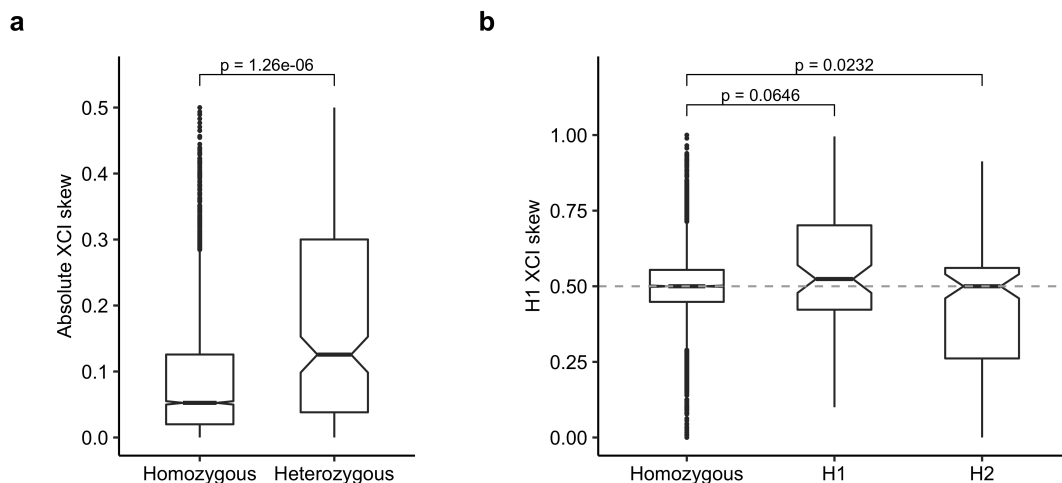 a
p = 1.26e-06
0.5
0.4
0.3
0.2
0.1
0.0
Absolute XCI skew
Homozygous
Heterozygous
b
p = 0.0232
p = 0.0646
1.00
0.75
0.50
0.25
0.00
H1 XCI skew
Homozygous
H1
H2